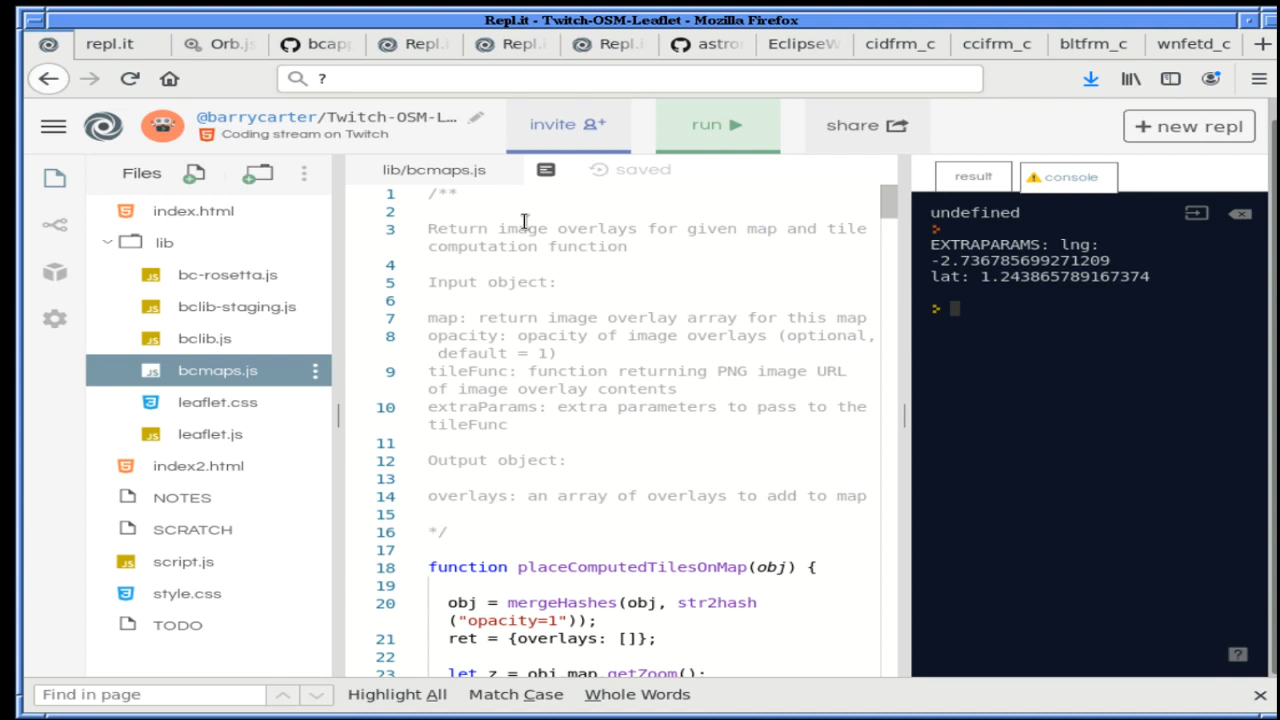 Repl.it - Twitch-OSM-Leaflet - Mozilla Firefox
repl.it
Orb.js
bcap
Repl.i
Repl.i
Repl.i
astro
EclipseW
cidfrm_c
ccifrm_c
bltfrm_c
wnfetd_c
?
@barrycarter/Twitch-OSM-L...
Coding stream on Twitch
invite
run
share
+ new repl
Files
index.html
lib
bc-rosetta.js
bclib-staging.js
bclib.js
bcmaps.js
leaflet.css
leaflet.js
index2.html
NOTES
SCRATCH
script.js
style.css
TODO
lib/bcmaps.js
saved
1 /**
2
3 Return image overlays for given map and tile
computation function
4
5 Input object:
6
7 map: return image overlay array for this map
8 opacity: opacity of image overlays (optional,
default = 1)
9 tileFunc: function returning PNG image URL
of image overlay contents
10 extraParams: extra parameters to pass to the
tileFunc
11
12 Output object:
13
14 overlays: an array of overlays to add to map
15
16 */
17
18 function placeComputedTilesOnMap(obj) {
19
20 obj = mergeHashes(obj, str2hash
("opacity=1"));
21 ret = {overlays: []};
22
23 let z = obj.map.getZoom();
result
console
undefined
>
EXTRAPARAMS: lng:
-2.736785699271209
lat: 1.243865789167374
>
?
Find in page
Highlight All
Match Case
Whole Words